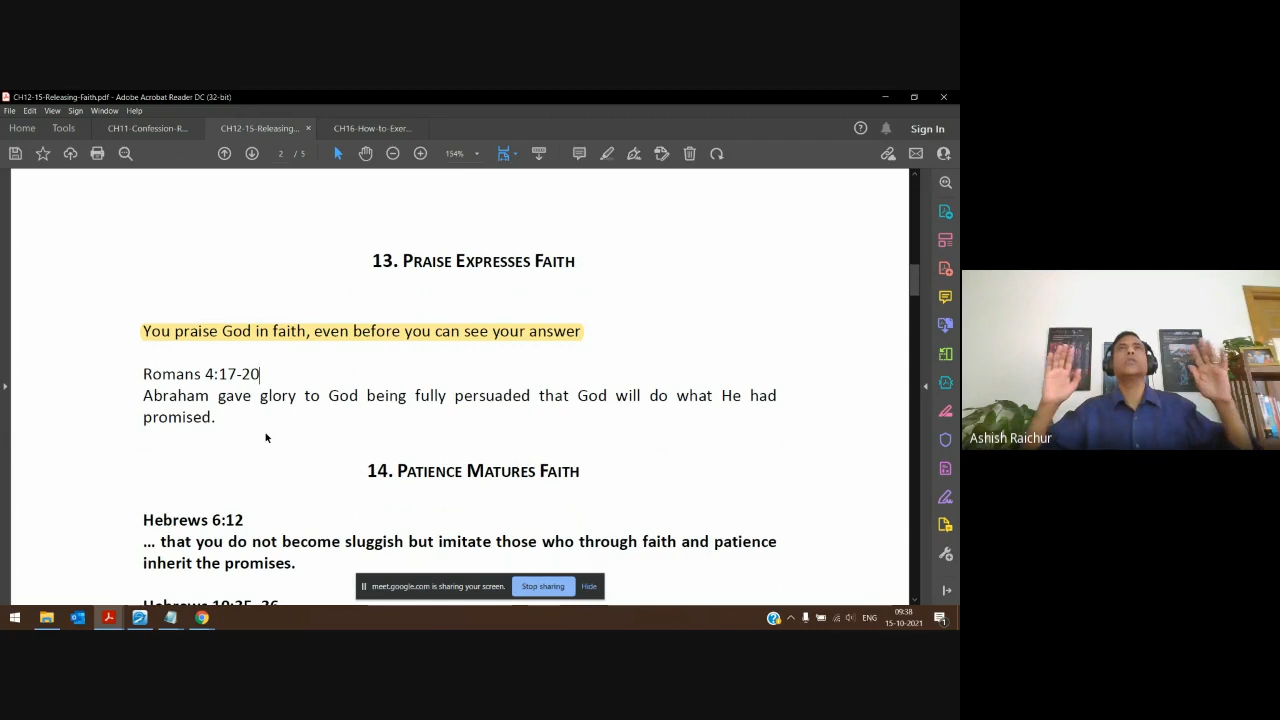 CH12-15-Releasing-Faith.pdf - Adobe Acrobat Reader DC (32-bit)
File Edit View Sign Window Help
Home Tools CH11-Confession-R... CH12-15-Releasing... × CH16-How-to-Exer... Sign In
2 / 5 154%
13. PRAISE EXPRESSES FAITH
You praise God in faith, even before you can see your answer
Romans 4:17-20
Abraham gave glory to God being fully persuaded that God will do what He had
promised.
14. PATIENCE MATURES FAITH
Hebrews 6:12
... that you do not become sluggish but imitate those who through faith and patience
inherit the promises.
Hebrews 10:35-36
meet.google.com is sharing your screen. Stop sharing Hide
ENG 09:38
15-10-2021
Ashish Raichur